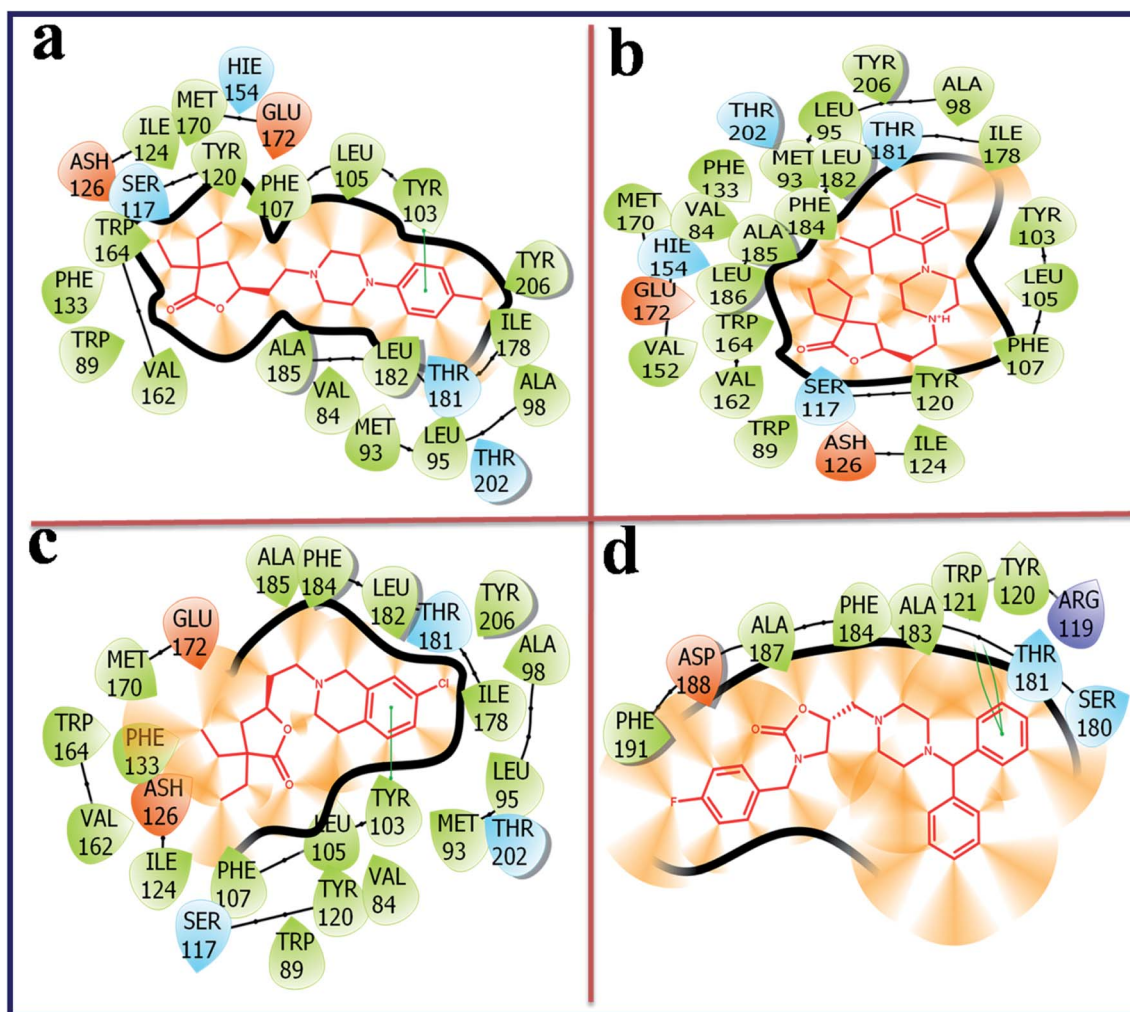 a
HIE
154
MET
170
GLU
172
ILE
124
ASH
126
TYR
120
LEU
105
SER
117
PHE
107
TYR
103
TRP
164
N
N
O
O
PHE
133
TYR
206
TRP
89
VAL
162
ALA
185
LEU
182
ILE
178
VAL
84
THR
181
ALA
98
MET
93
LEU
95
THR
202
b
TYR
206
ALA
98
THR
202
LEU
95
THR
181
ILE
178
PHE
133
MET
93
LEU
182
MET
170
VAL
84
PHE
184
TYR
103
HIE
154
ALA
185
LEU
105
GLU
172
LEU
186
N
N⁺H
O
O
TRP
164
PHE
107
VAL
152
VAL
162
SER
117
TYR
120
TRP
89
ASH
126
ILE
124
c
ALA
185
PHE
184
LEU
182
THR
181
TYR
206
GLU
172
ALA
98
MET
170
N
Cl
ILE
178
TRP
164
PHE
133
O
O
ASH
126
LEU
95
VAL
162
TYR
103
MET
93
THR
202
LEU
105
ILE
124
PHE
107
TYR
120
VAL
84
SER
117
TRP
89
d
TRP
121
TYR
120
ARG
119
ALA
187
PHE
184
ALA
183
ASP
188
THR
181
SER
180
PHE
191
O
O
N
N
N
F